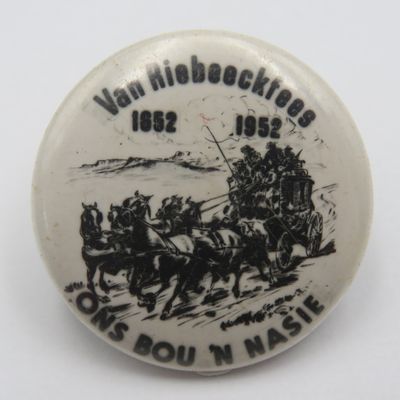 Van Riebeeckfees
1652 1952
ONS BOU 'N NASIE